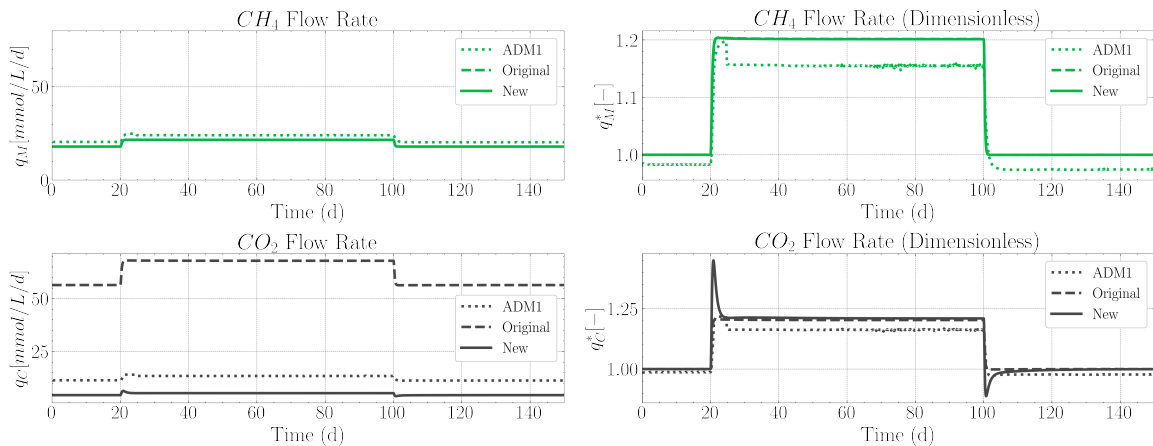 CH₄ Flow Rate
q_M[mmol/L/d]
50
0
ADM1
Original
New
0 20 40 60 80 100 120 140
Time (d)
CH₄ Flow Rate (Dimensionless)
q*_M[−]
1.2
1.1
1.0
ADM1
Original
New
0 20 40 60 80 100 120 140
Time (d)
CO₂ Flow Rate
q_C[mmol/L/d]
50
25
ADM1
Original
New
0 20 40 60 80 100 120 140
Time (d)
CO₂ Flow Rate (Dimensionless)
q*_C[−]
1.25
1.00
ADM1
Original
New
0 20 40 60 80 100 120 140
Time (d)